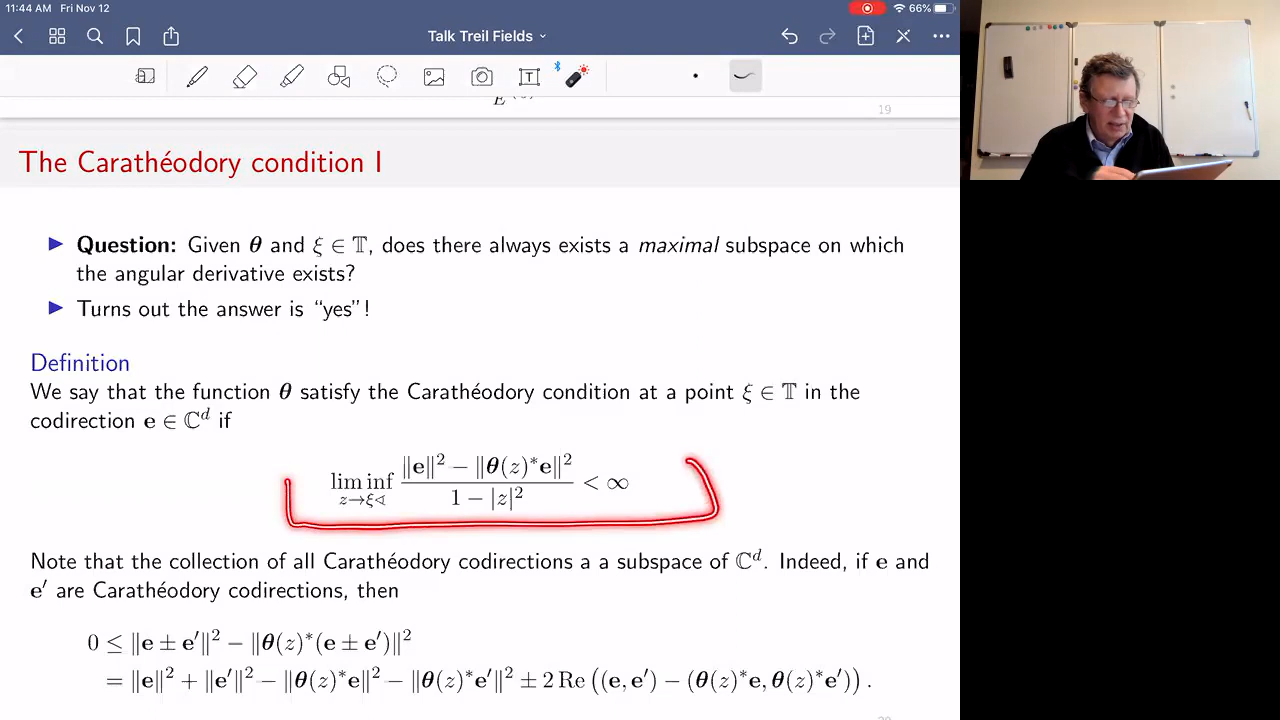 11:44 AM Fri Nov 12
66%
Talk Treil Fields
T
19
The Carathéodory condition I
Question: Given θ and ξ ∈ 𝕋, does there always exists a maximal subspace on which
the angular derivative exists?
Turns out the answer is “yes”!
Definition
We say that the function θ satisfy the Carathéodory condition at a point ξ ∈ 𝕋 in the
codirection e ∈ ℂ^d if
lim inf_{z→ξ∢} (‖e‖² − ‖θ(z)*e‖²) / (1 − |z|²) < ∞
Note that the collection of all Carathéodory codirections a a subspace of ℂ^d. Indeed, if e and
e′ are Carathéodory codirections, then
0 ≤ ‖e ± e′‖² − ‖θ(z)*(e ± e′)‖²
= ‖e‖² + ‖e′‖² − ‖θ(z)*e‖² − ‖θ(z)*e′‖² ± 2 Re ((e, e′) − (θ(z)*e, θ(z)*e′)) .